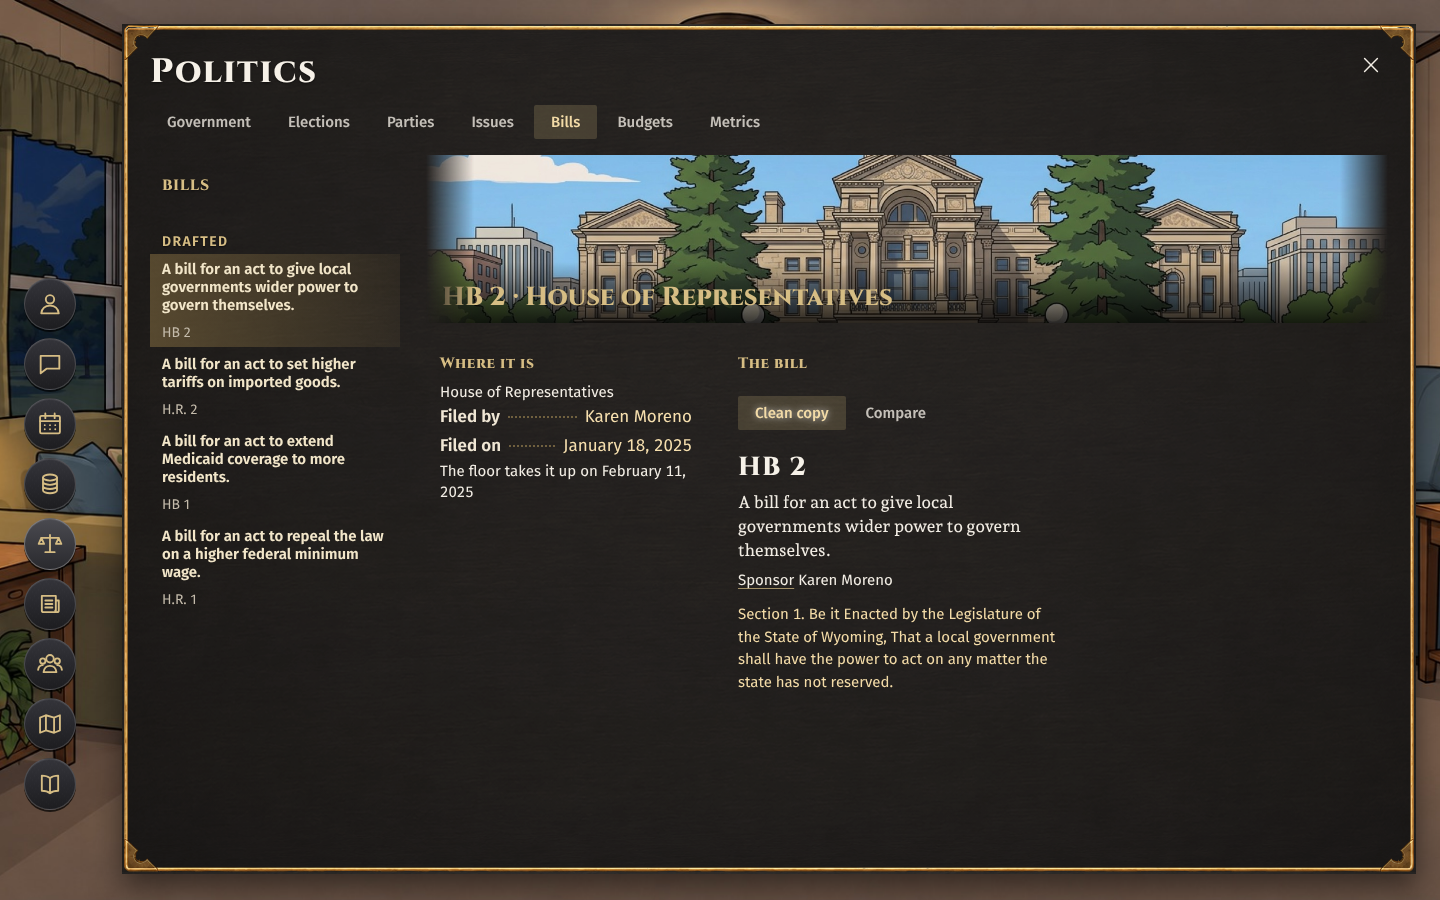 Politics
Government Elections Parties Issues Bills Budgets Metrics
Bills
DRAFTED
A bill for an act to give local
governments wider power to
govern themselves.
HB 2
A bill for an act to set higher
tariffs on imported goods.
H.R. 2
A bill for an act to extend
Medicaid coverage to more
residents.
HB 1
A bill for an act to repeal the law
on a higher federal minimum
wage.
H.R. 1
HB 2 · House of Representatives
Where it is
House of Representatives
Filed by Karen Moreno
Filed on January 18, 2025
The floor takes it up on February 11,
2025
The bill
Clean copy Compare
HB 2
A bill for an act to give local
governments wider power to govern
themselves.
Sponsor Karen Moreno
Section 1. Be it Enacted by the Legislature of
the State of Wyoming, That a local government
shall have the power to act on any matter the
state has not reserved.